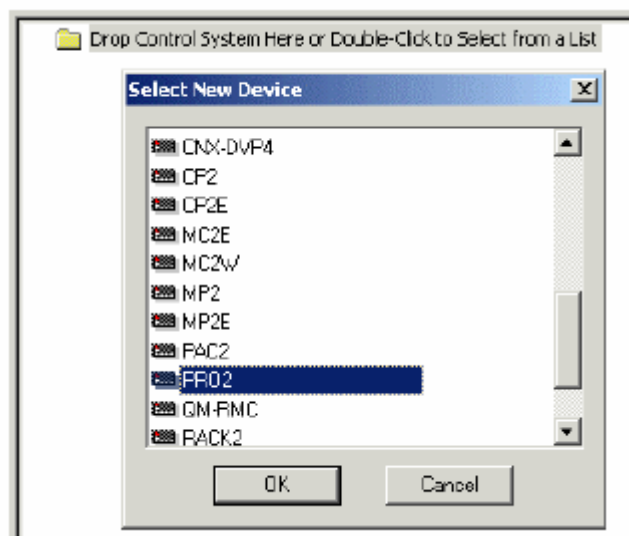 Drop Control System Here or Double-Click to Select from a List
Select New Device
CNX-DVP4
CP2
CP2E
MC2E
MC2W
MP2
MP2E
PAC2
PRO2
QM-RMC
RACK2
OK
Cancel